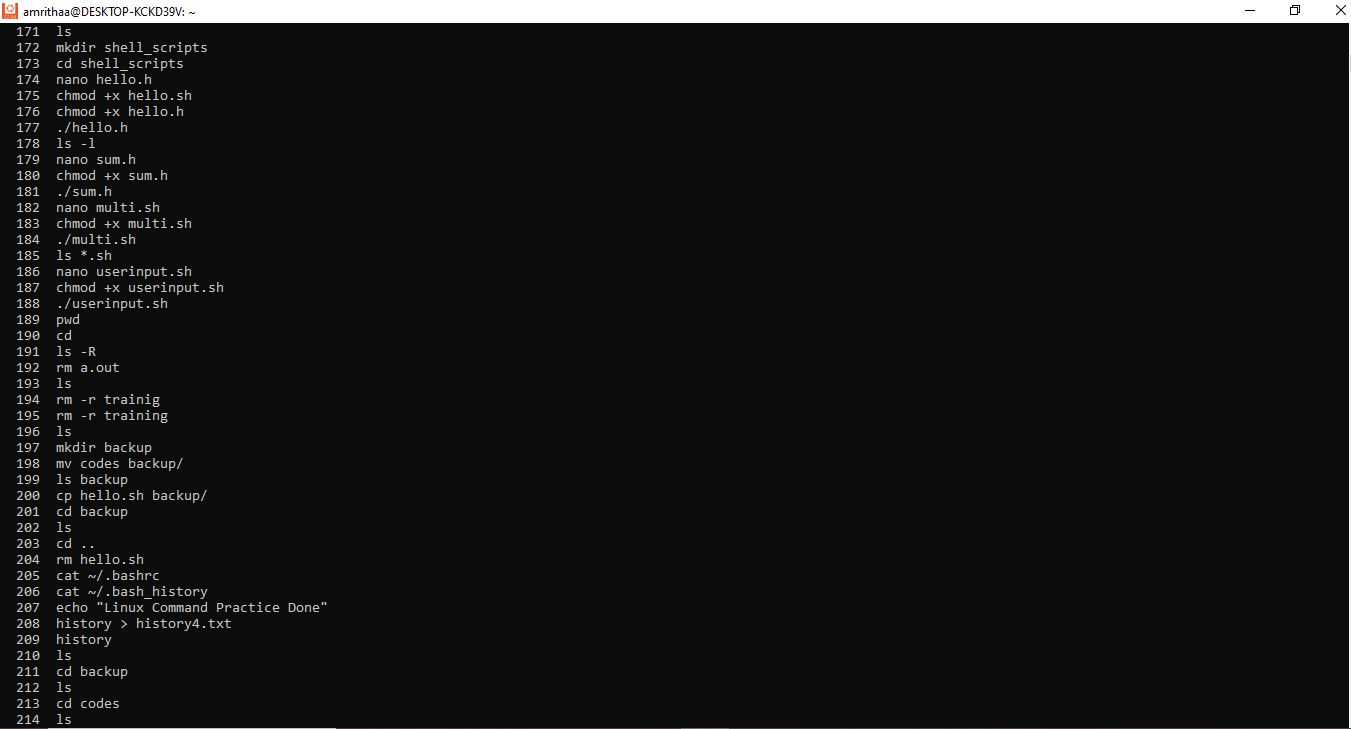 amrithaa@DESKTOP-KCKD39V: ~
171 ls
172 mkdir shell_scripts
173 cd shell_scripts
174 nano hello.h
175 chmod +x hello.sh
176 chmod +x hello.h
177 ./hello.h
178 ls -l
179 nano sum.h
180 chmod +x sum.h
181 ./sum.h
182 nano multi.sh
183 chmod +x multi.sh
184 ./multi.sh
185 ls *.sh
186 nano userinput.sh
187 chmod +x userinput.sh
188 ./userinput.sh
189 pwd
190 cd
191 ls -R
192 rm a.out
193 ls
194 rm -r trainig
195 rm -r training
196 ls
197 mkdir backup
198 mv codes backup/
199 ls backup
200 cp hello.sh backup/
201 cd backup
202 ls
203 cd ..
204 rm hello.sh
205 cat ~/.bashrc
206 cat ~/.bash_history
207 echo "Linux Command Practice Done"
208 history > history4.txt
209 history
210 ls
211 cd backup
212 ls
213 cd codes
214 ls